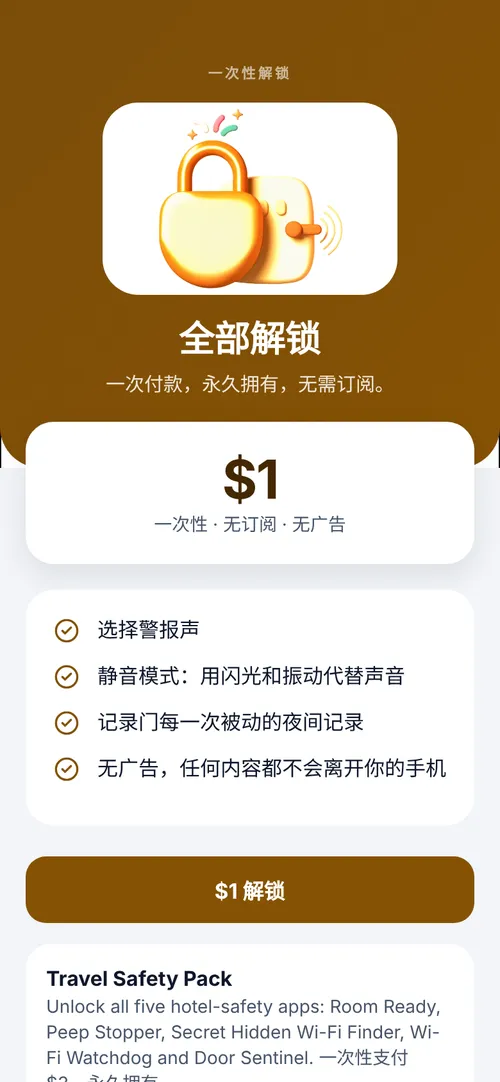 一次性解锁
全部解锁
一次付款，永久拥有，无需订阅。
$1
一次性 · 无订阅 · 无广告
选择警报声
静音模式：用闪光和振动代替声音
记录门每一次被动的夜间记录
无广告，任何内容都不会离开你的手机
$1 解锁
Travel Safety Pack
Unlock all five hotel-safety apps: Room Ready,
Peep Stopper, Secret Hidden Wi-Fi Finder, Wi-
Fi Watchdog and Door Sentinel. 一次性支付